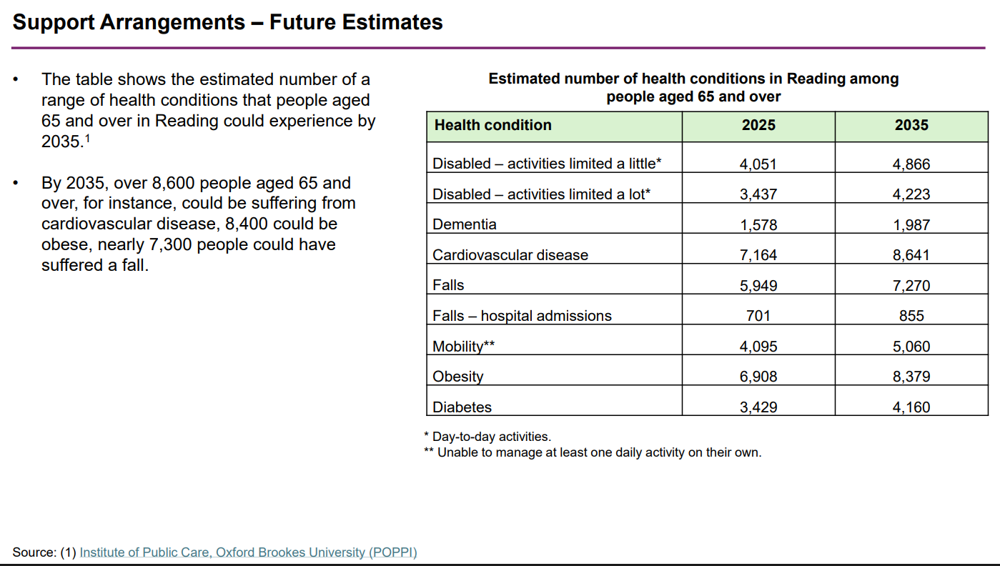 Support Arrangements – Future Estimates
• The table shows the estimated number of a
range of health conditions that people aged
65 and over in Reading could experience by
2035.¹
• By 2035, over 8,600 people aged 65 and
over, for instance, could be suffering from
cardiovascular disease, 8,400 could be
obese, nearly 7,300 people could have
suffered a fall.
Estimated number of health conditions in Reading among
people aged 65 and over
Health condition 2025 2035
Disabled – activities limited a little* 4,051 4,866
Disabled – activities limited a lot* 3,437 4,223
Dementia 1,578 1,987
Cardiovascular disease 7,164 8,641
Falls 5,949 7,270
Falls – hospital admissions 701 855
Mobility** 4,095 5,060
Obesity 6,908 8,379
Diabetes 3,429 4,160
* Day-to-day activities.
** Unable to manage at least one daily activity on their own.
Source: (1) Institute of Public Care, Oxford Brookes University (POPPI)